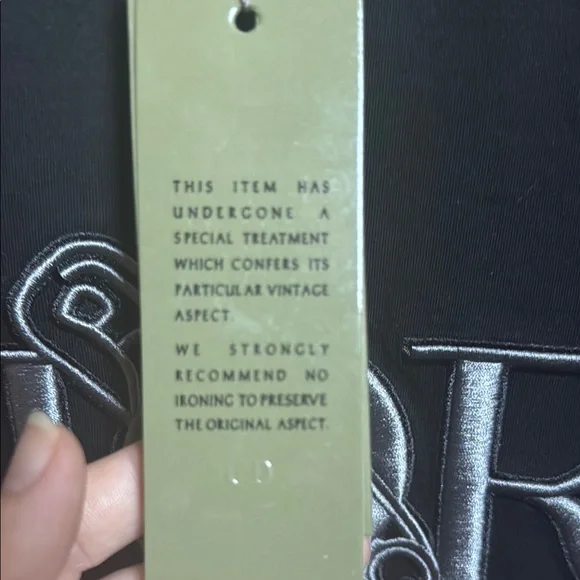 THIS ITEM HAS
UNDERGONE A
SPECIAL TREATMENT
WHICH CONFERS ITS
PARTICULAR VINTAGE
ASPECT.
WE STRONGLY
RECOMMEND NO
IRONING TO PRESERVE
THE ORIGINAL ASPECT.